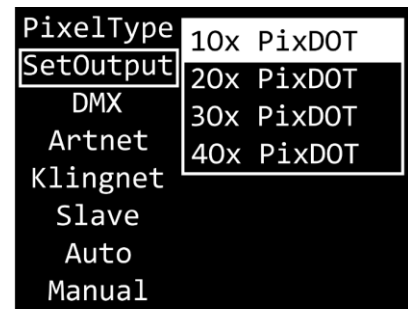 PixelType
SetOutput
DMX
Artnet
Klingnet
Slave
Auto
Manual
10x PixDOT
20x PixDOT
30x PixDOT
40x PixDOT